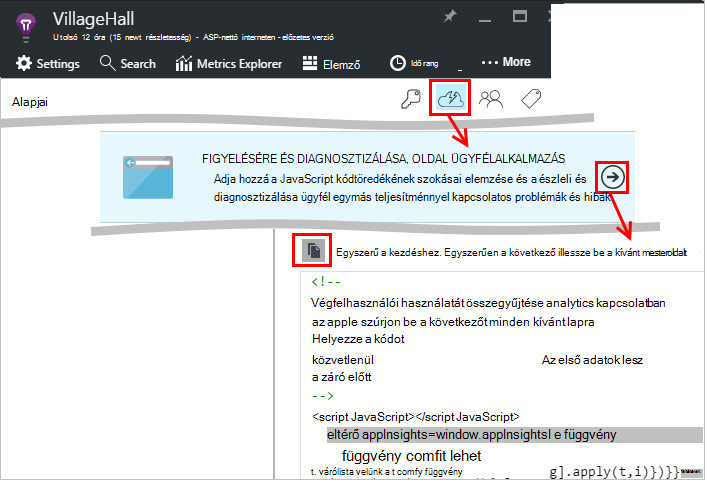 VillageHall
Utolsó 12 óra (15 newt részletesség) - ASP-nettó interneten - előzetes verzió
Settings Search Metrics Explorer Elemző Idő rang More
Alapjai
FIGYELÉSÉRE ÉS DIAGNOSZTIZÁLÁSA, OLDAL ÜGYFÉLALKALMAZÁS
Adja hozzá a JavaScript kódtöredékének szokásai elemzése és a észleli és
diagnosztizálása ügyfél egymás teljesítménnyel kapcsolatos problémák és hibák.
Egyszerű a kezdéshez. Egyszerűen a következő illessze be a kívánt mesteroldalt
<!--
Végfelhasználói használatát összegyűjtése analytics kapcsolatban
az apple szúrjon be a következőt minden kívánt lapra
Helyezze a kódot
közvetlenül Az első adatok lesz
a záró előtt
-->
<script JavaScript></script JavaScript>
eltérő appInsights=window.appInsightsl e függvény
függvény comfit lehet
t. várólista velünk a t comfy függvény
g].apply(t,i)})}}